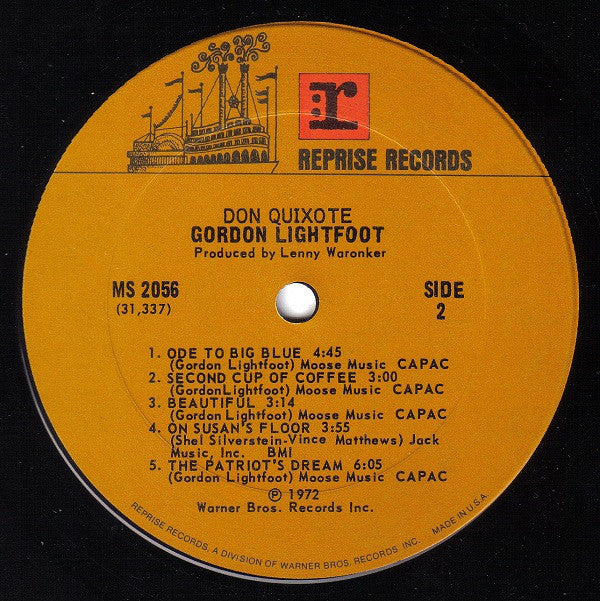 :r
REPRISE RECORDS
DON QUIXOTE
GORDON LIGHTFOOT
Produced by Lenny Waronker
MS 2056
(31,337)
SIDE
2
1. ODE TO BIG BLUE 4:45
(Gordon Lightfoot) Moose Music CAPAC
2. SECOND CUP OF COFFEE 3:00
(Gordon Lightfoot) Moose Music CAPAC
3. BEAUTIFUL 3:14
(Gordon Lightfoot) Moose Music CAPAC
4. ON SUSAN'S FLOOR 3:55
(Shel Silverstein-Vince Matthews) Jack
Music, Inc. BMI
5. THE PATRIOT'S DREAM 6:05
(Gordon Lightfoot) Moose Music CAPAC
℗ 1972
Warner Bros. Records Inc.
REPRISE RECORDS, A DIVISION OF WARNER BROS. RECORDS INC. MADE IN U.S.A.